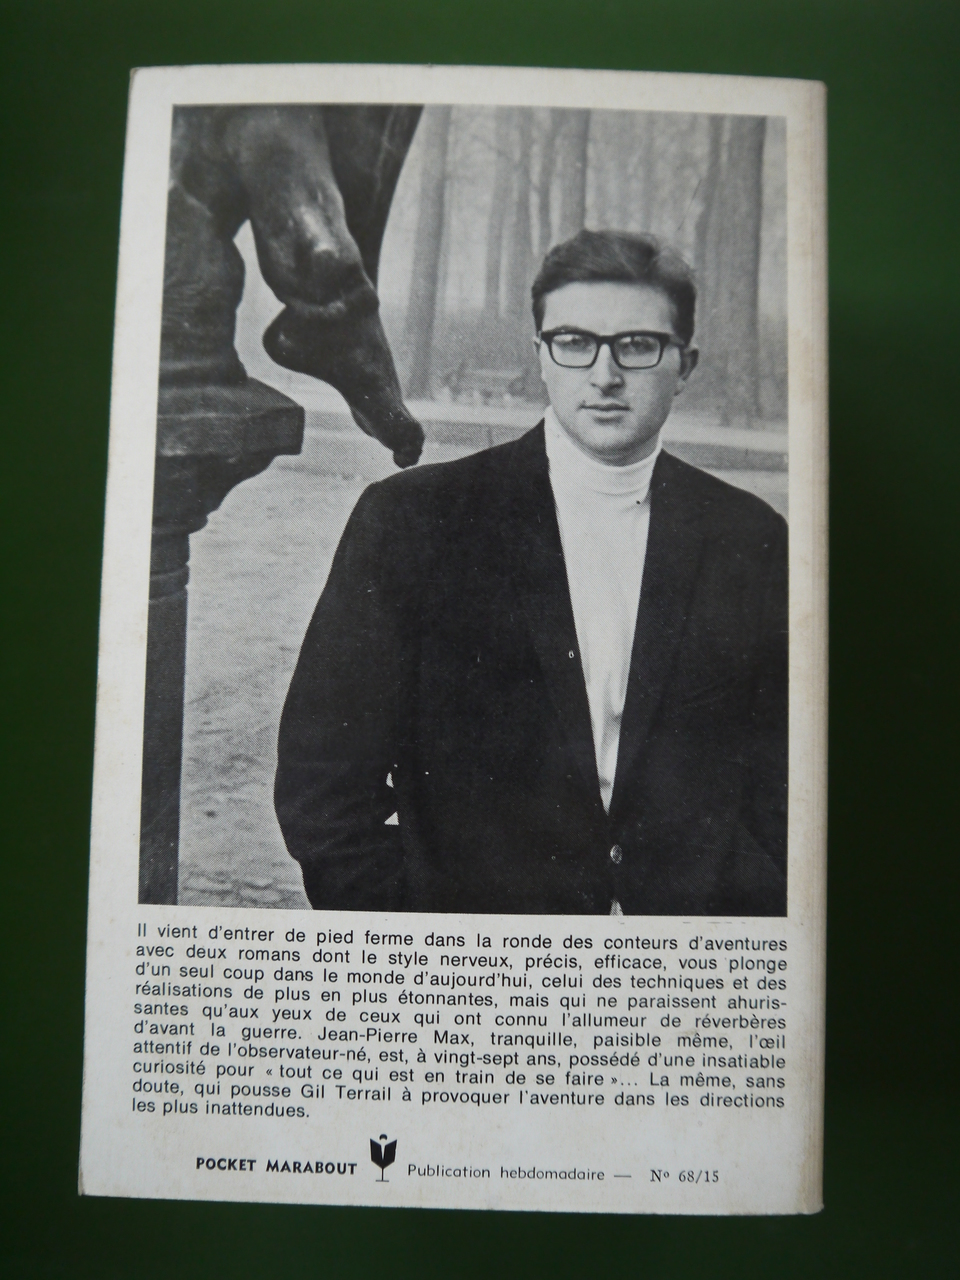 Il vient d'entrer de pied ferme dans la ronde des conteurs d'aventures
avec deux romans dont le style nerveux, précis, efficace, vous plonge
d'un seul coup dans le monde d'aujourd'hui, celui des techniques et des
réalisations de plus en plus étonnantes, mais qui ne paraissent ahuris-
santes qu'aux yeux de ceux qui ont connu l'allumeur de réverbères
d'avant la guerre. Jean-Pierre Max, tranquille, paisible même, l'œil
attentif de l'observateur-né, est, à vingt-sept ans, possédé d'une insatiable
curiosité pour « tout ce qui est en train de se faire »... La même, sans
doute, qui pousse Gil Terrail à provoquer l'aventure dans les directions
les plus inattendues.
POCKET MARABOUT Publication hebdomadaire — Nº 68/15